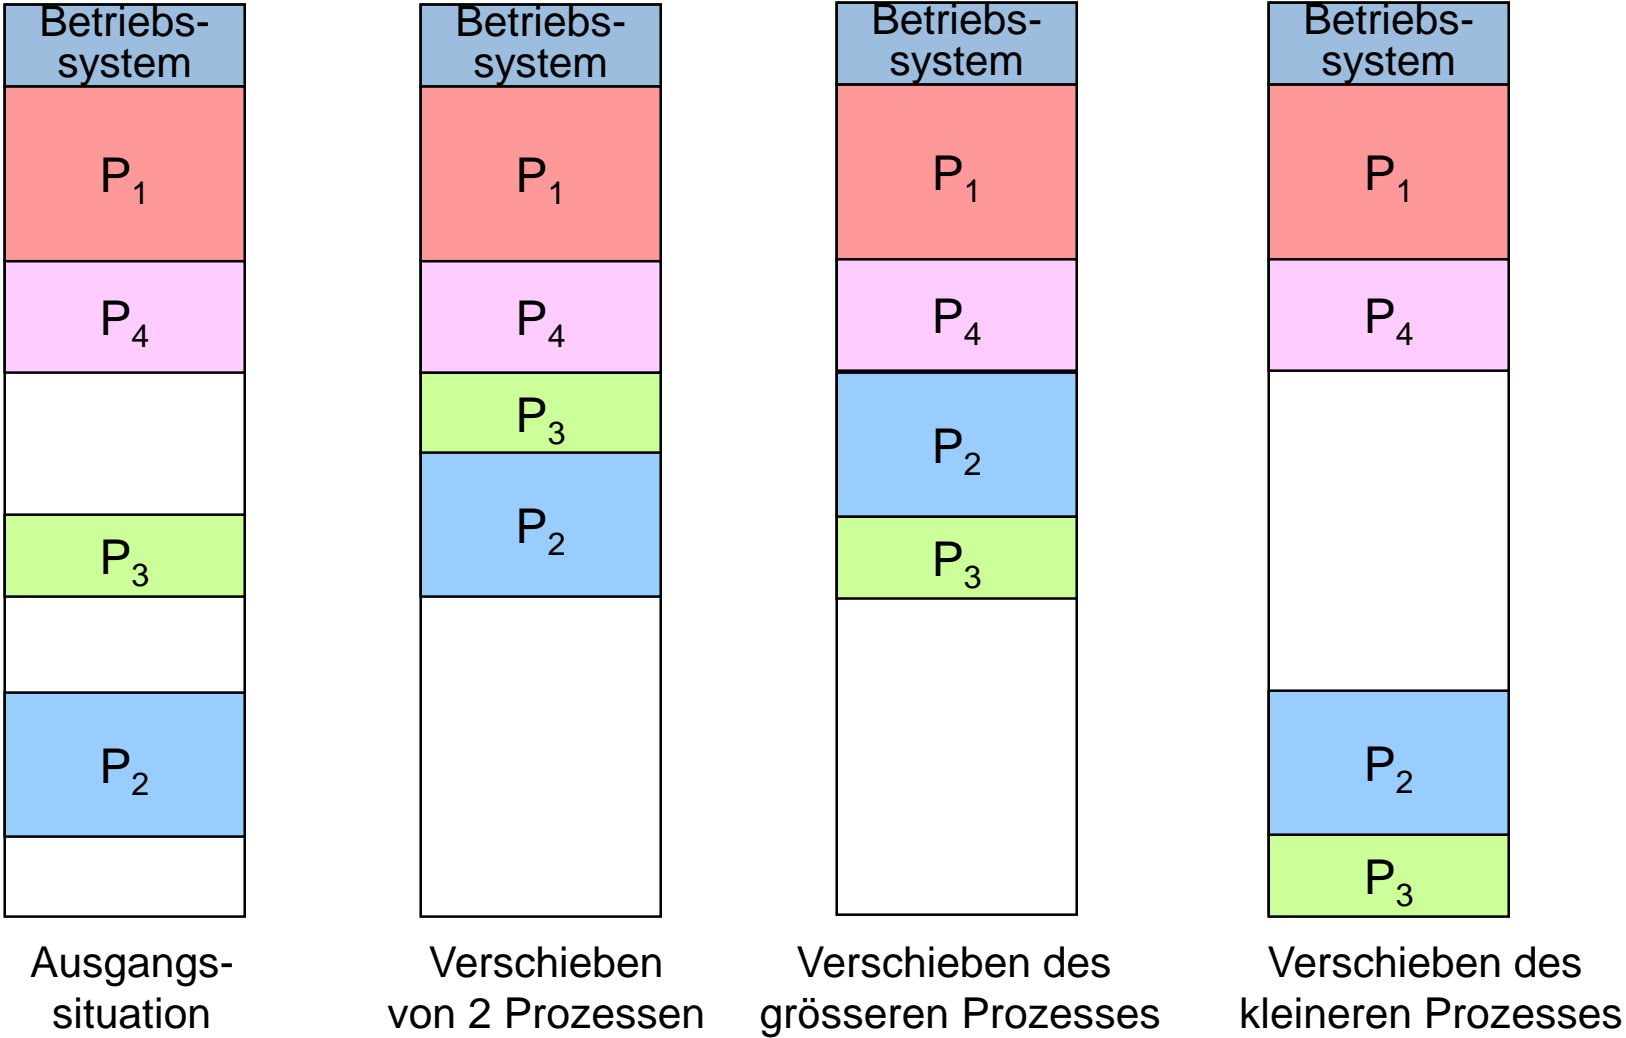 Betriebs-
system
P1
P4
P3
P2
Ausgangs-
situation
Betriebs-
system
P1
P4
P3
P2
Verschieben
von 2 Prozessen
Betriebs-
system
P1
P4
P2
P3
Verschieben des
grösseren Prozesses
Betriebs-
system
P1
P4
P2
P3
Verschieben des
kleineren Prozesses